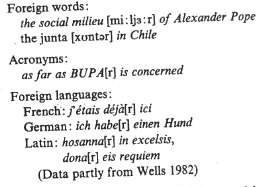 Foreign words:
the social milieu [miːljɜːr] of Alexander Pope
the junta [xʊntər] in Chile
Acronyms:
as far as BUPA[r] is concerned
Foreign languages:
French: j'étais déjà[r] ici
German: ich habe[r] einen Hund
Latin: hosanna[r] in excelsis,
dona[r] eis requiem
(Data partly from Wells 1982)